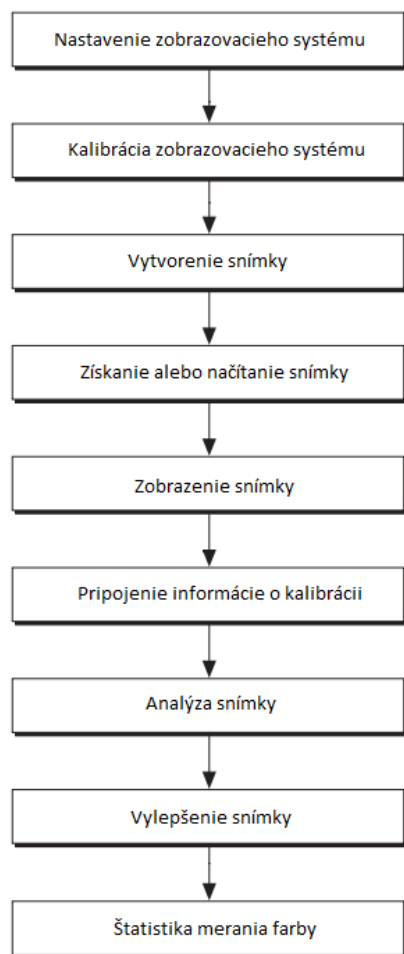 Nastavenie zobrazovacieho systému
Kalibrácia zobrazovacieho systému
Vytvorenie snímky
Získanie alebo načítanie snímky
Zobrazenie snímky
Pripojenie informácie o kalibrácii
Analýza snímky
Vylepšenie snímky
Štatistika merania farby